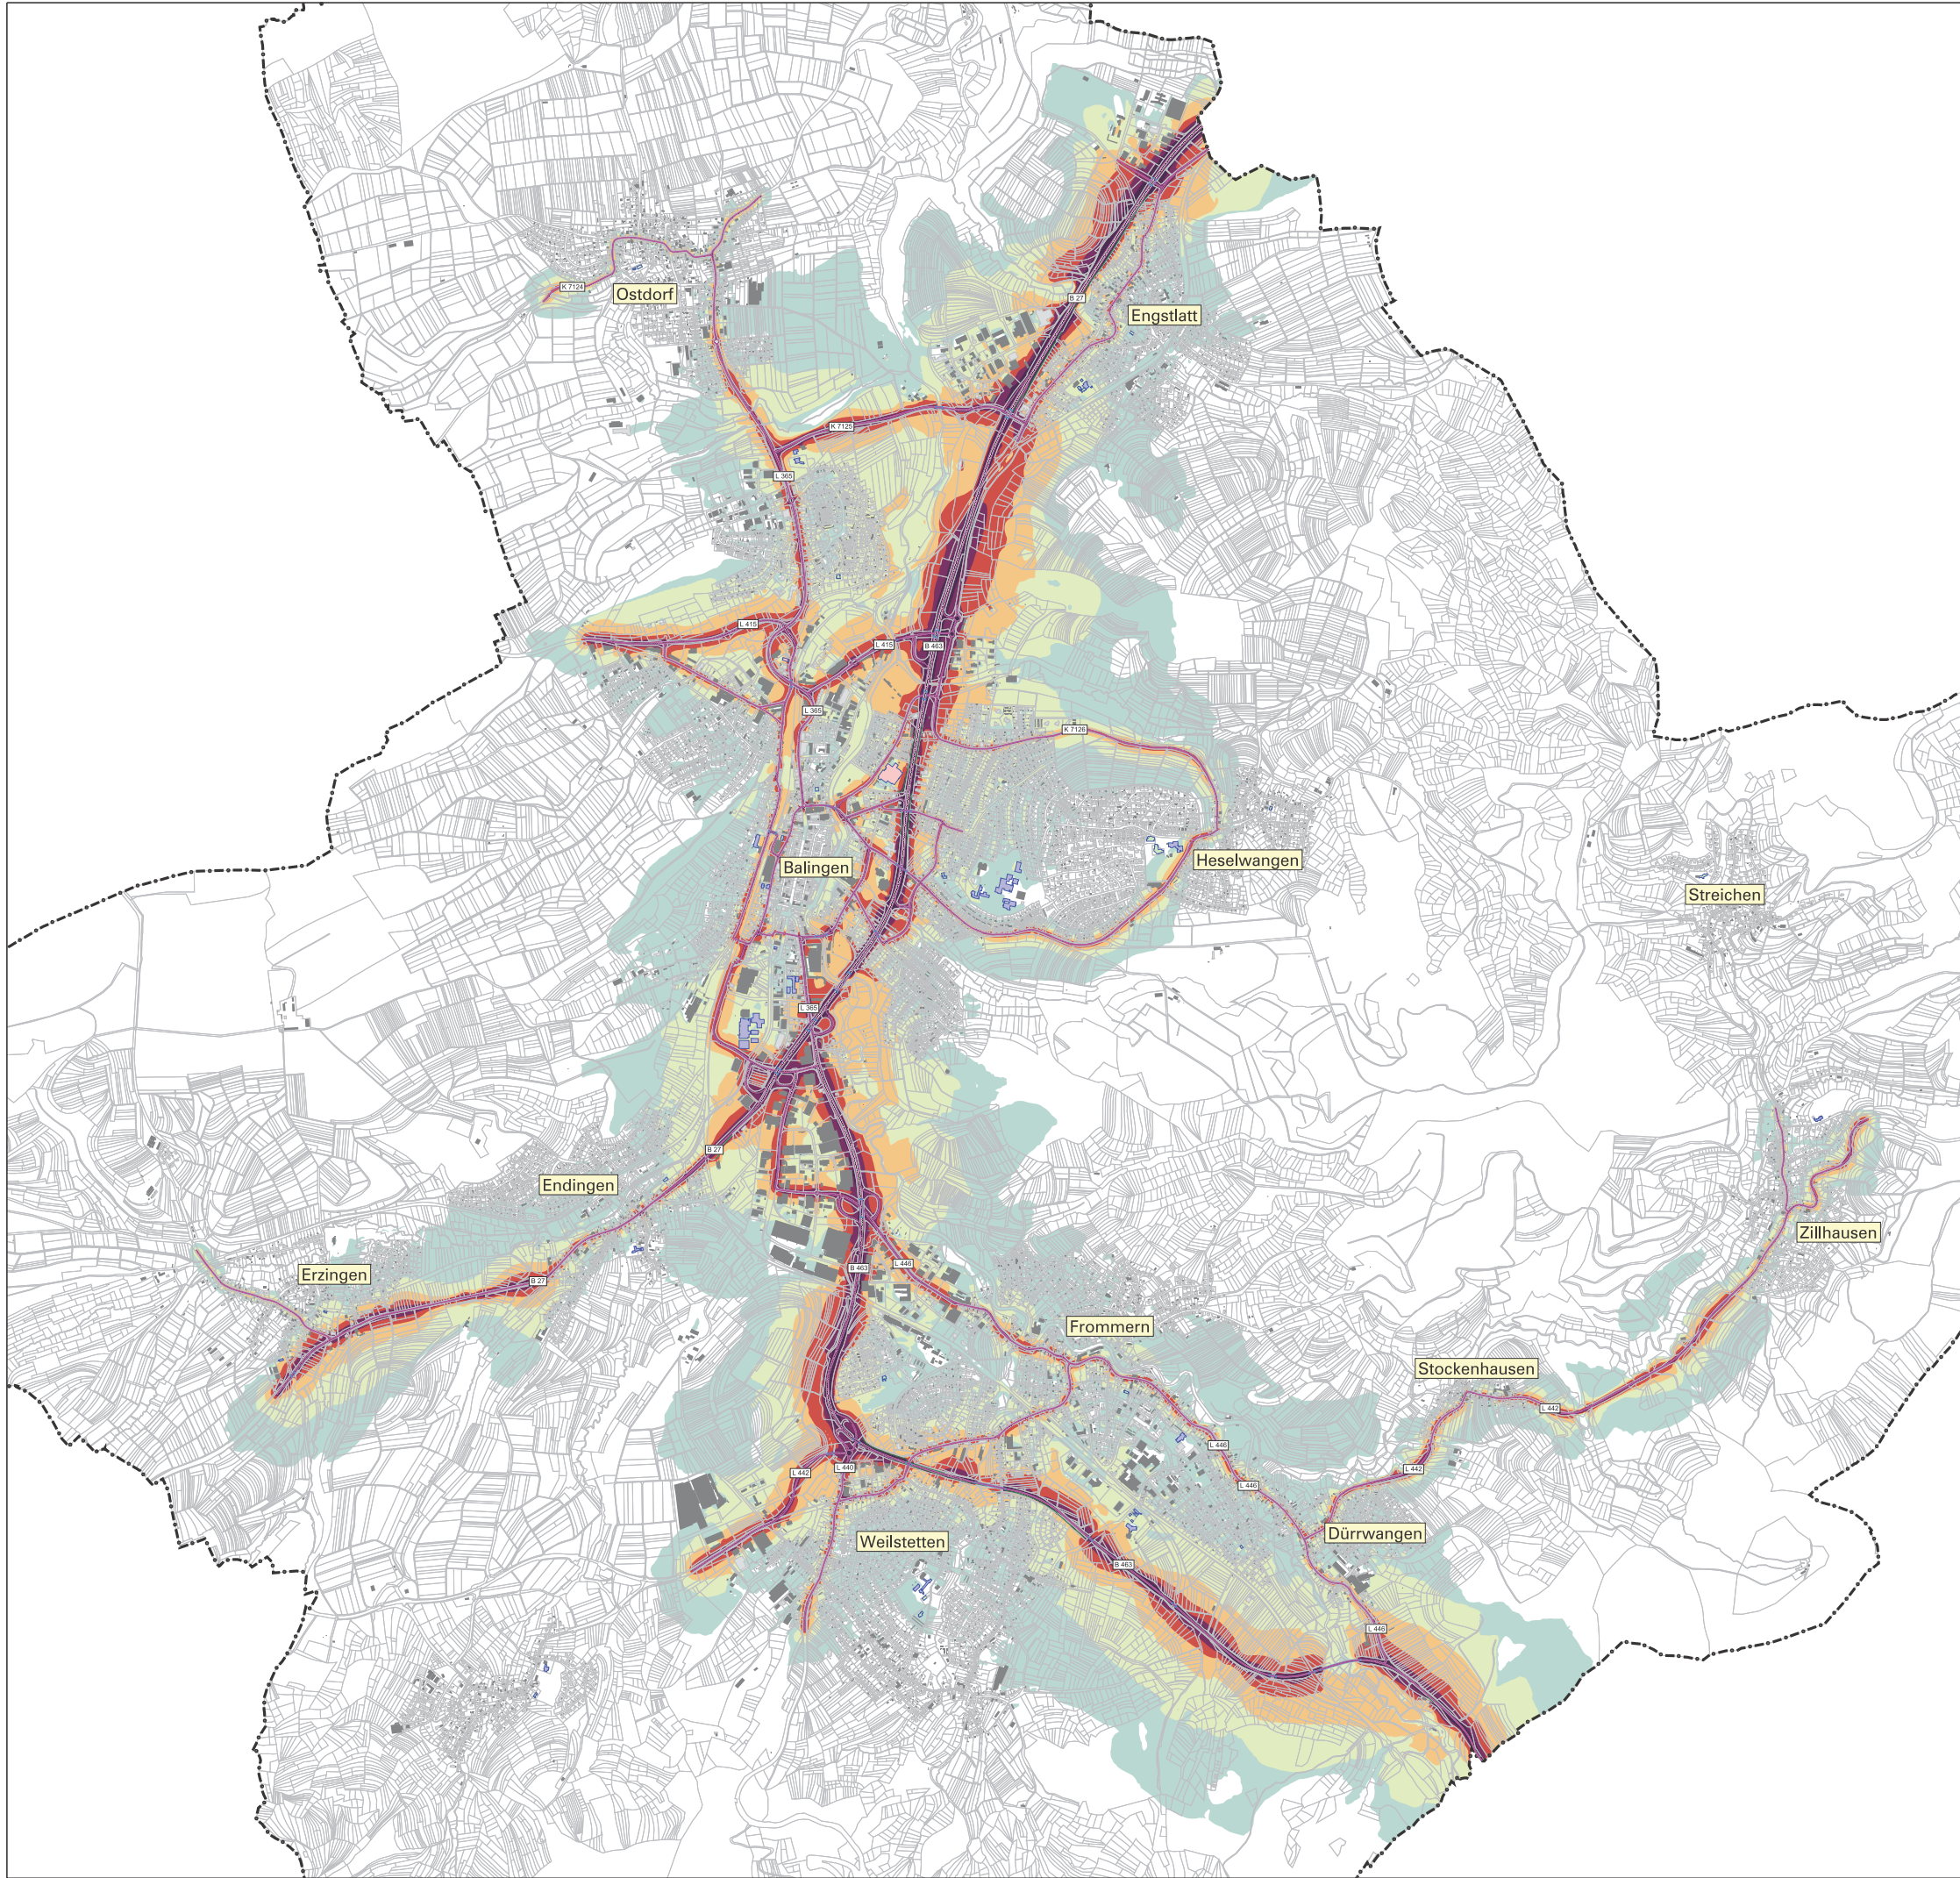 K 7124
Ostdorf
B 27
Engstlatt
K 7125
L 365
L 415
L 415
B 463
L 365
K 7126
Balingen
Heselwangen
Streichen
L 365
B 27
Endingen
Zillhausen
Erzingen
B 27
B 463
L 446
Frommern
Stockenhausen
L 442
L 446
L 442
L 440
L 442
L 446
Weilstetten
Dürrwangen
B 463
L 446